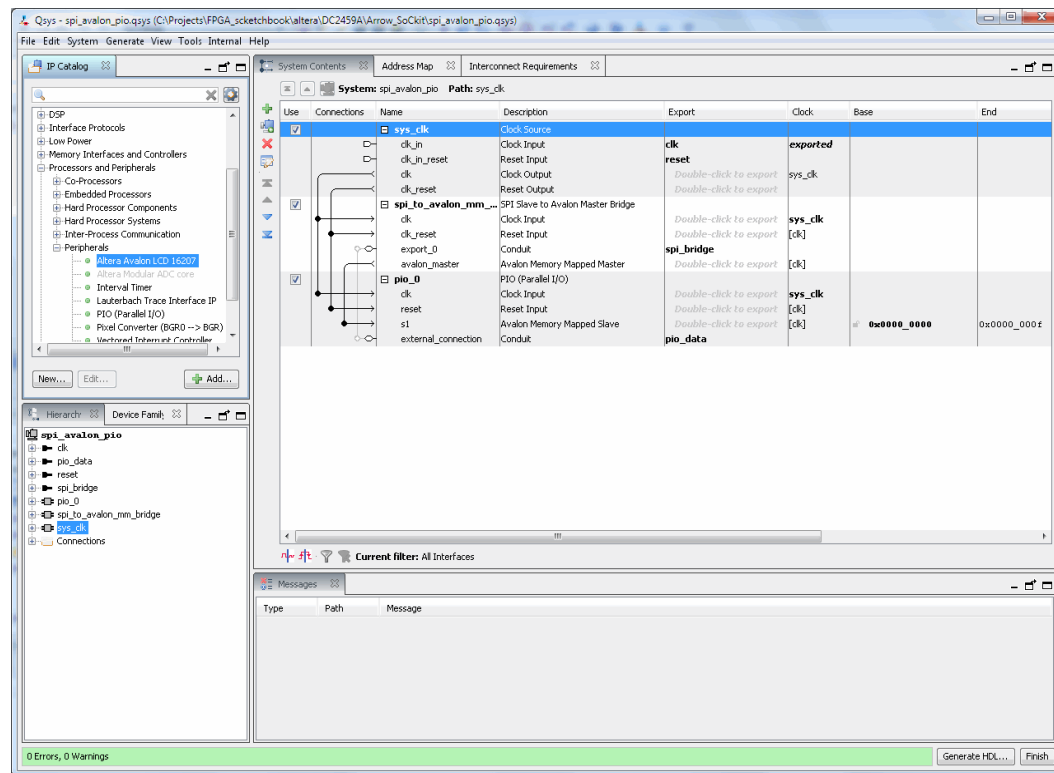 Qsys - spi_avalon_pio.qsys (C:\Projects\FPGA_scketchbook\altera\DC2459A\Arrow_SoCkit\spi_avalon_pio.qsys)
File Edit System Generate View Tools Internal Help
IP Catalog
DSP
Interface Protocols
Low Power
Memory Interfaces and Controllers
Processors and Peripherals
Co-Processors
Embedded Processors
Hard Processor Components
Hard Processor Systems
Inter-Process Communication
Peripherals
Altera Avalon LCD 16207
Altera Modular ADC core
Interval Timer
Lauterbach Trace Interface IP
PIO (Parallel I/O)
Pixel Converter (BGR0 --> BGR)
Vectored Interrupt Controller
New... Edit... Add...
Hierarchy Device Family
spi_avalon_pio
clk
pio_data
reset
spi_bridge
pio_0
spi_to_avalon_mm_bridge
sys_clk
Connections
System Contents Address Map Interconnect Requirements
System: spi_avalon_pio Path: sys_clk
Use Connections Name Description Export Clock Base End
sys_clk Clock Source
clk_in Clock Input clk exported
clk_in_reset Reset Input reset
clk Clock Output Double-click to export sys_clk
clk_reset Reset Output Double-click to export
spi_to_avalon_mm_... SPI Slave to Avalon Master Bridge
clk Clock Input Double-click to export sys_clk
clk_reset Reset Input Double-click to export [clk]
export_0 Conduit spi_bridge
avalon_master Avalon Memory Mapped Master Double-click to export [clk]
pio_0 PIO (Parallel I/O)
clk Clock Input Double-click to export sys_clk
reset Reset Input Double-click to export [clk]
s1 Avalon Memory Mapped Slave Double-click to export [clk] 0x0000_0000 0x0000_000f
external_connection Conduit pio_data
Current filter: All Interfaces
Messages
Type Path Message
0 Errors, 0 Warnings
Generate HDL... Finish